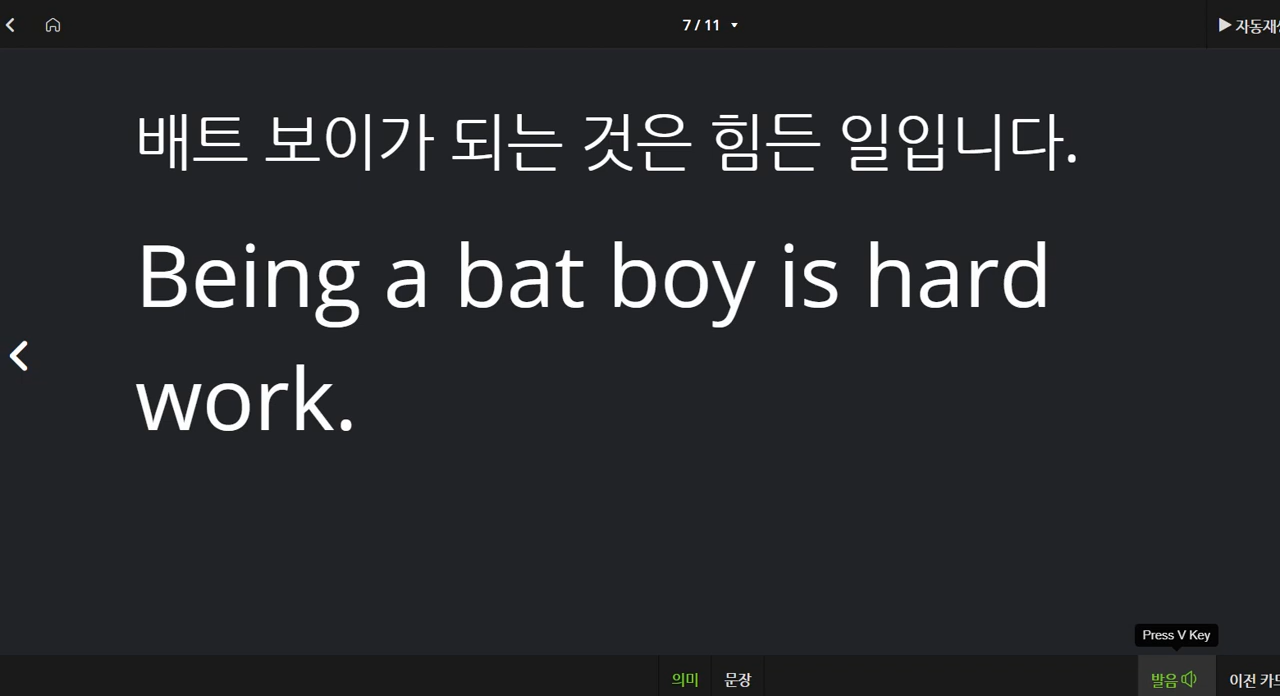 7 / 11
▶ 자동재생
배트 보이가 되는 것은 힘든 일입니다.
Being a bat boy is hard
work.
Press V Key
의미 문장 발음 이전